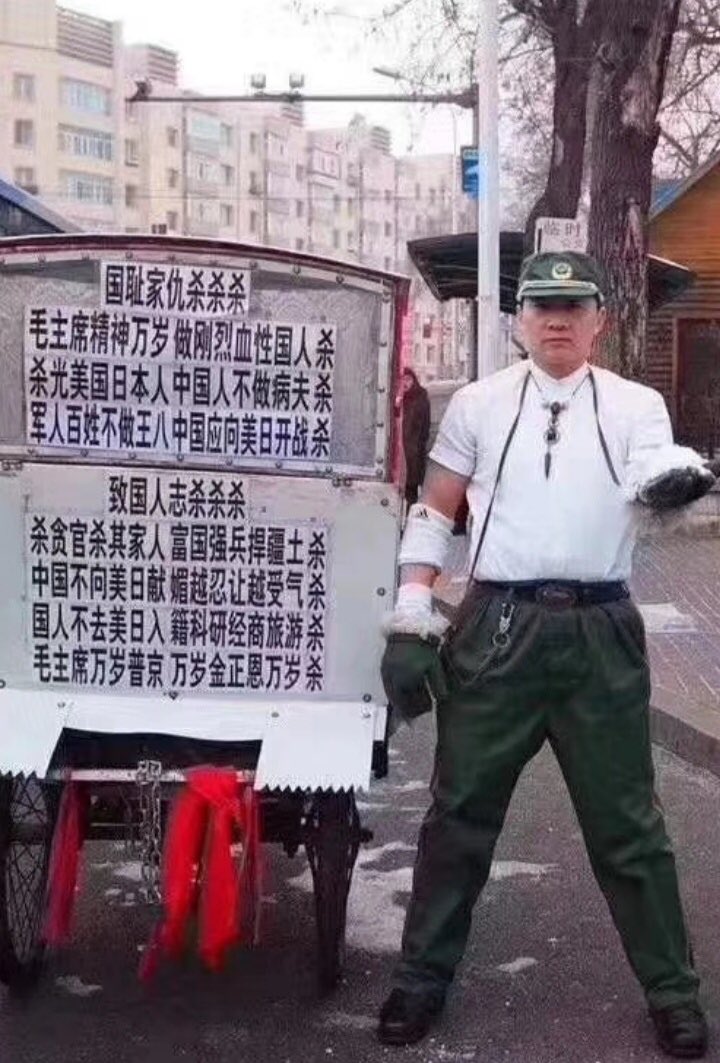 国耻家仇杀杀杀
毛主席精神万岁 做刚烈血性国人杀
杀光美国日本人中国人不做病夫杀
军人百姓不做王八中国应向美日开战杀
致国人志杀杀杀
杀贪官杀其家人富国强兵捍疆土杀
中国不向美日献媚越忍让越受气杀
国人不去美日入籍科研经商旅游杀
毛主席万岁普京万岁金正恩万岁杀
临时